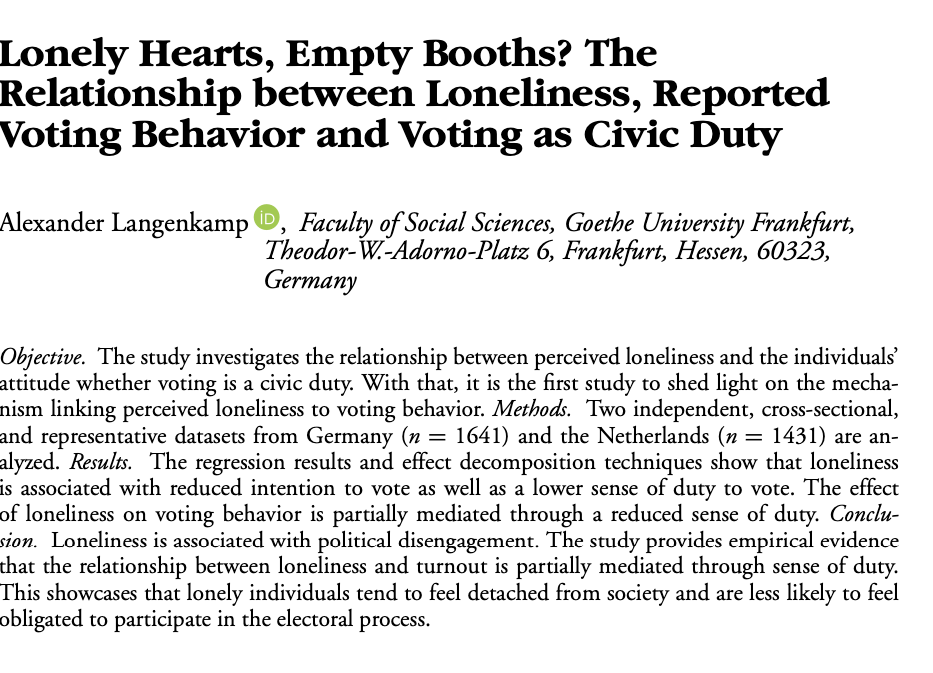 Lonely Hearts, Empty Booths? The
Relationship between Loneliness, Reported
Voting Behavior and Voting as Civic Duty
Alexander Langenkamp iD, Faculty of Social Sciences, Goethe University Frankfurt,
Theodor-W.-Adorno-Platz 6, Frankfurt, Hessen, 60323,
Germany
Objective. The study investigates the relationship between perceived loneliness and the individuals’
attitude whether voting is a civic duty. With that, it is the first study to shed light on the mecha-
nism linking perceived loneliness to voting behavior. Methods. Two independent, cross-sectional,
and representative datasets from Germany (n = 1641) and the Netherlands (n = 1431) are an-
alyzed. Results. The regression results and effect decomposition techniques show that loneliness
is associated with reduced intention to vote as well as a lower sense of duty to vote. The effect
of loneliness on voting behavior is partially mediated through a reduced sense of duty. Conclu-
sion. Loneliness is associated with political disengagement. The study provides empirical evidence
that the relationship between loneliness and turnout is partially mediated through sense of duty.
This showcases that lonely individuals tend to feel detached from society and are less likely to feel
obligated to participate in the electoral process.